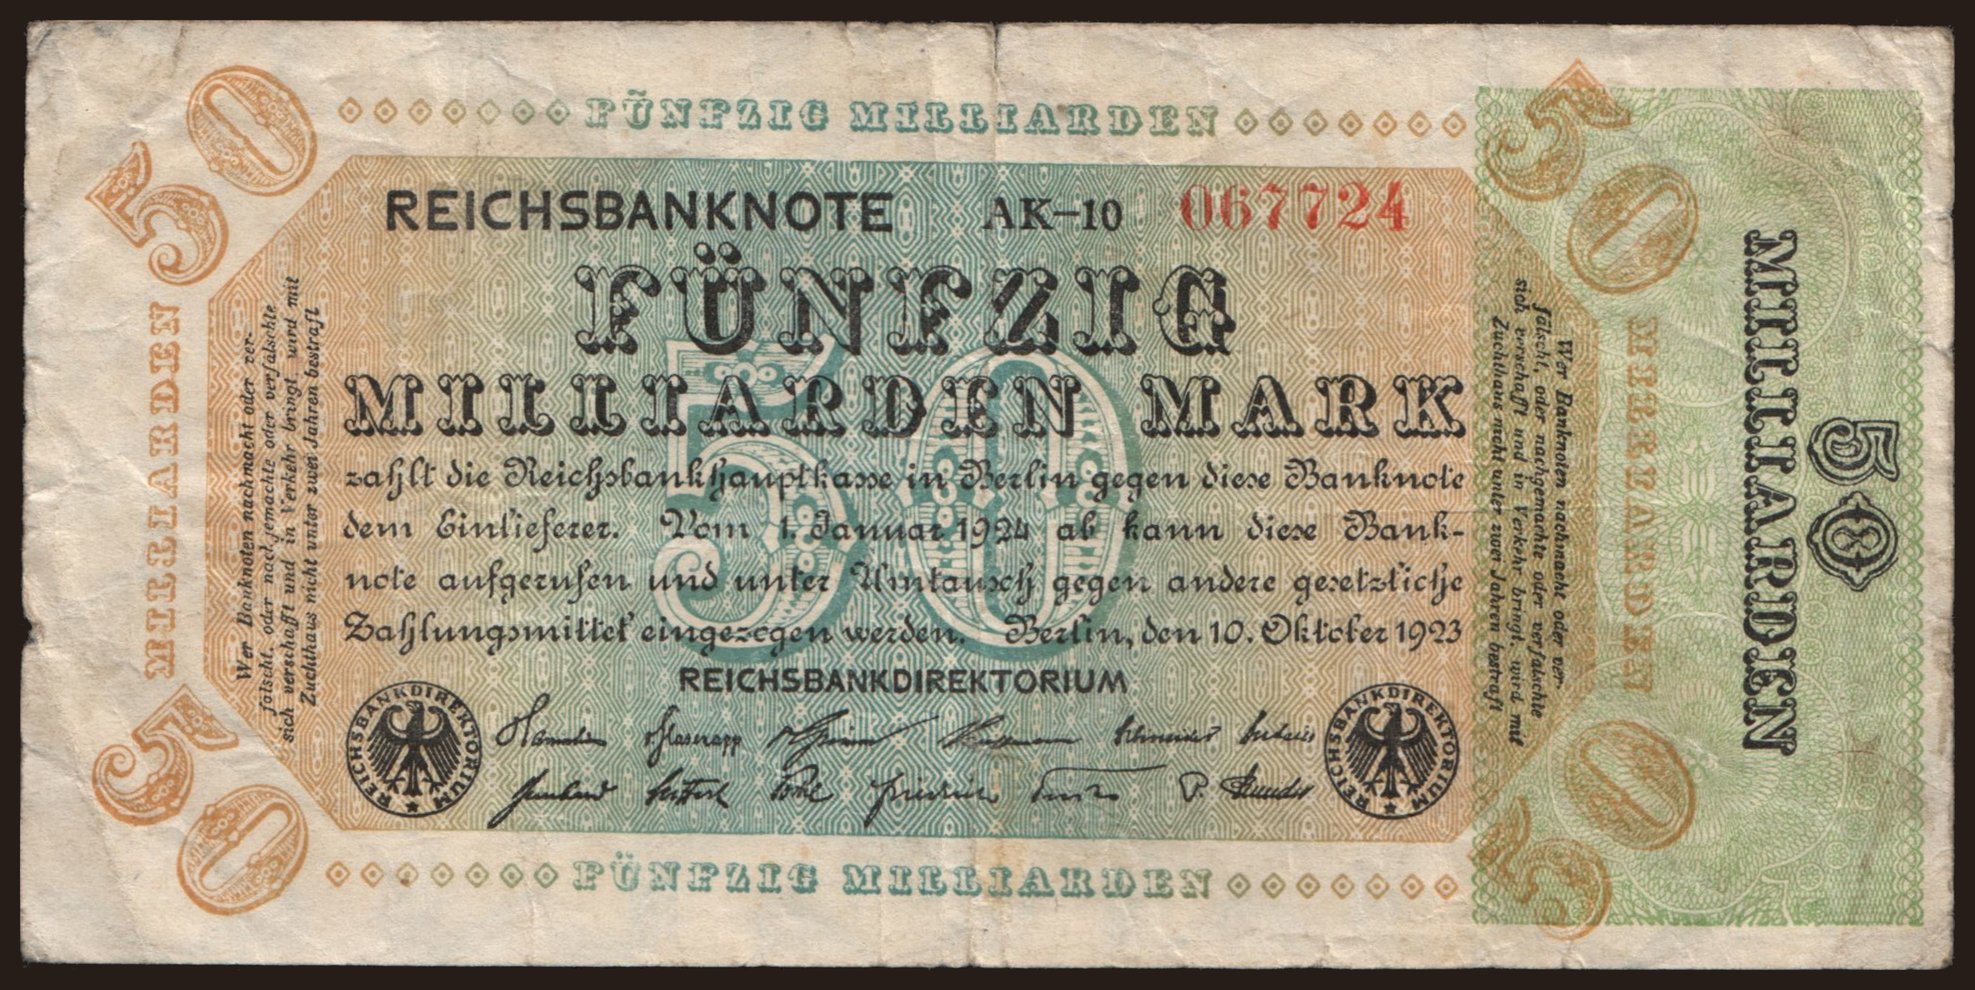 FÜNFZIG MILLIARDEN
50
50
MILLIARDEN
REICHSBANKNOTE AK-10 067724
FÜNFZIG
MILLIARDEN MARK
50
zahlt die Reichsbankhauptkasse in Berlin gegen diese Banknote
dem Einlieferer. Vom 1. Januar 1924 ab kann diese Bank-
note aufgerufen und unter Umtausch gegen andere gesetzliche
Zahlungsmittel eingezogen werden. Berlin, den 10. Oktober 1923
REICHSBANKDIREKTORIUM
REICHSBANKDIREKTORIUM
REICHSBANKDIREKTORIUM
Wer Banknoten nachmacht oder ver-
fälscht, oder nachgemachte oder verfälschte
sich verschafft und in Verkehr bringt, wird mit
Zuchthaus nicht unter zwei Jahren bestraft
Wer Banknoten nachmacht oder ver-
fälscht, oder nachgemachte oder verfälschte
sich verschafft und in Verkehr bringt, wird mit
Zuchthaus nicht unter zwei Jahren bestraft
MILLIARDEN
50
MILLIARDEN
50
50
FÜNFZIG MILLIARDEN